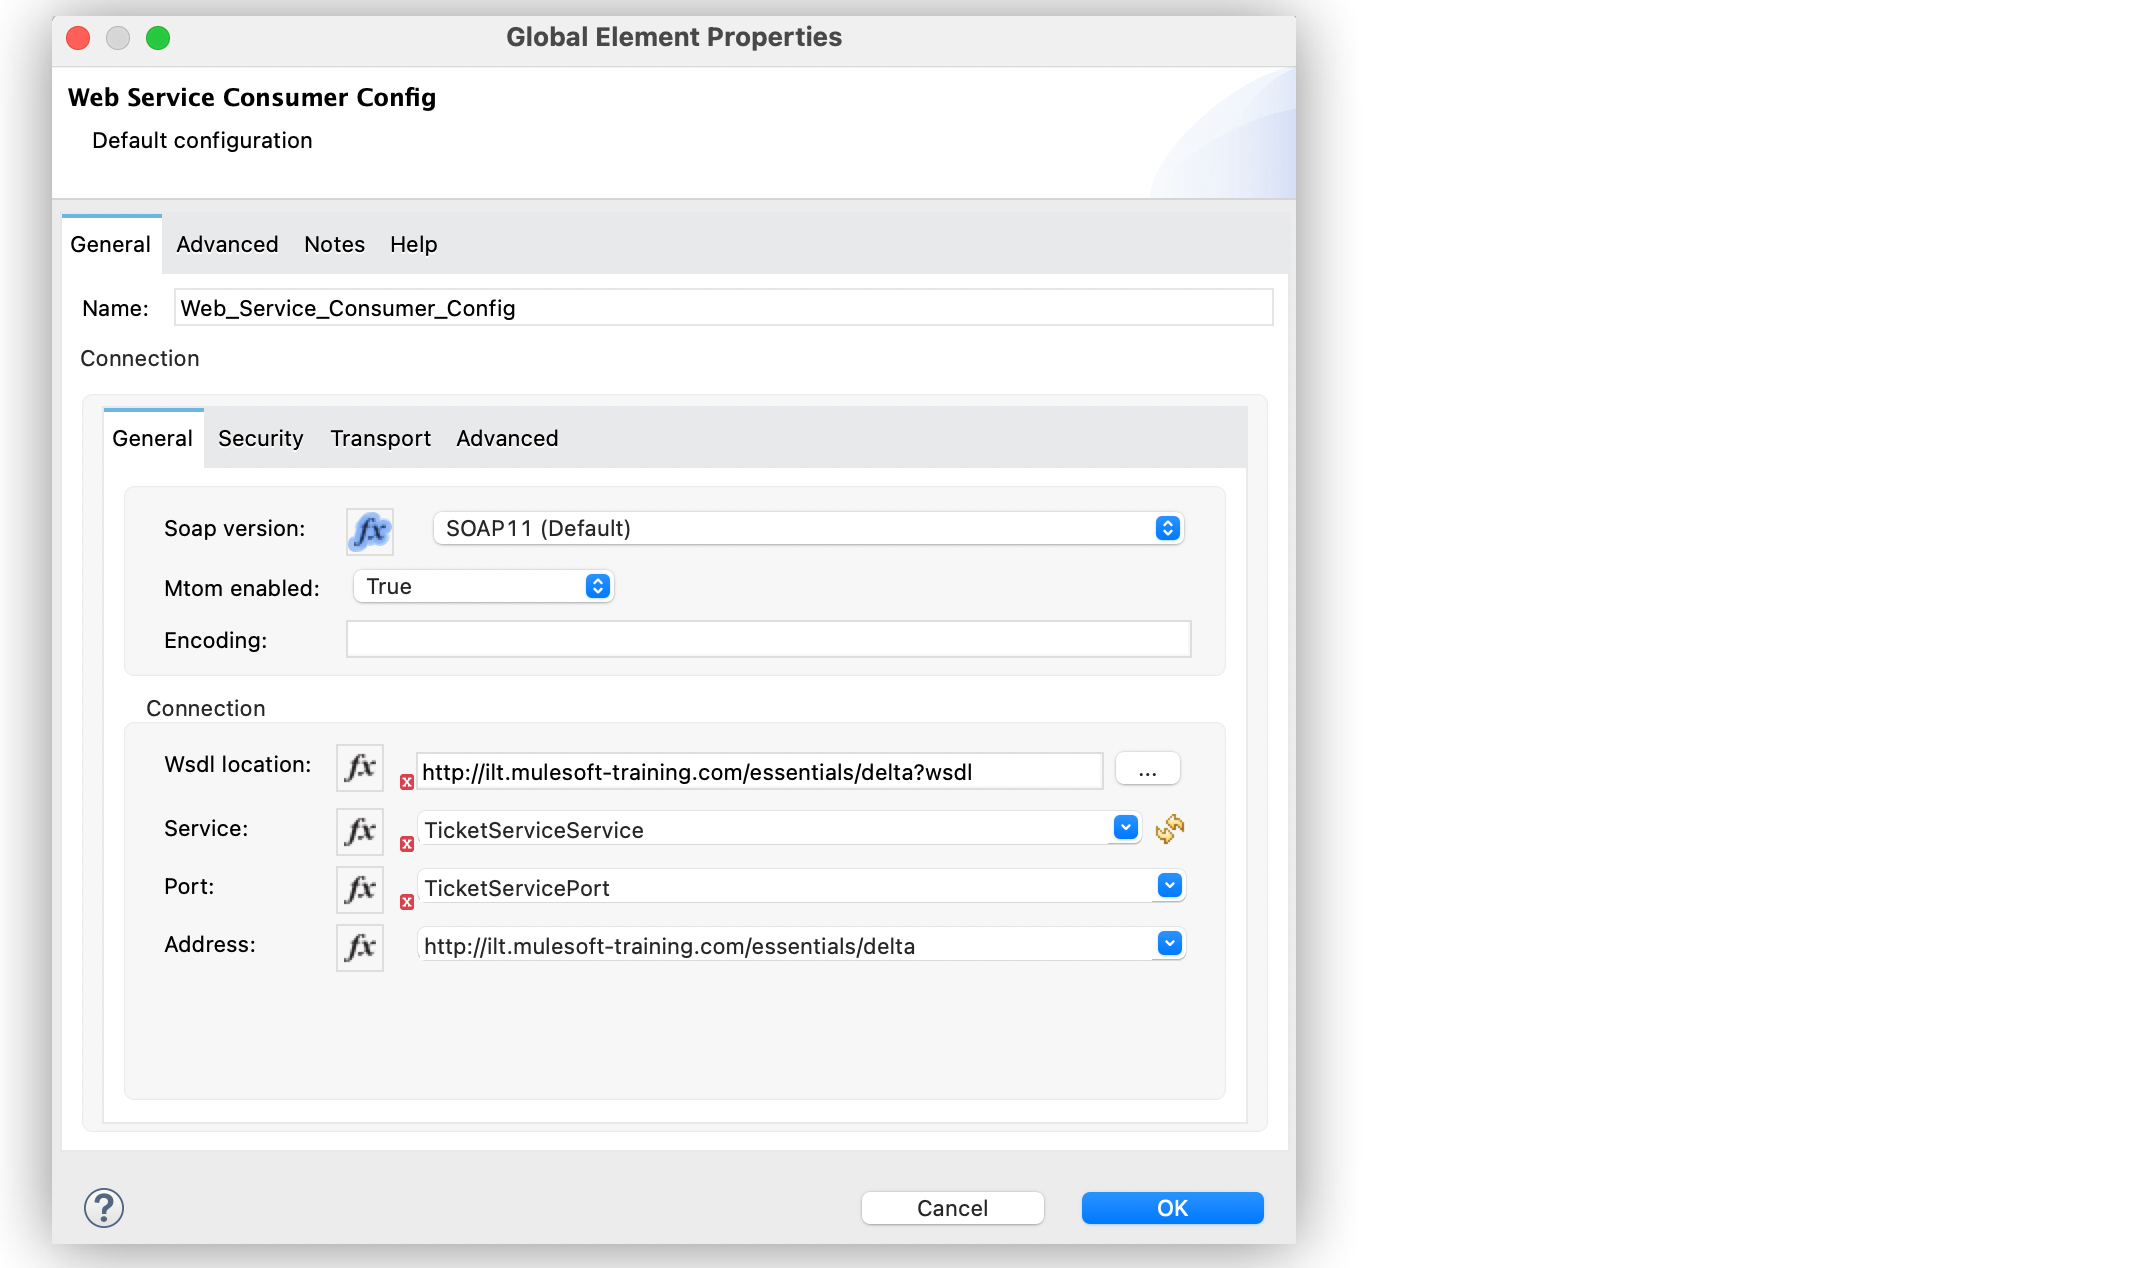 Global Element Properties
Web Service Consumer Config
Default configuration
General Advanced Notes Help
Name: Web_Service_Consumer_Config
Connection
General Security Transport Advanced
Soap version: fx SOAP11 (Default)
Mtom enabled: True
Encoding:
Connection
Wsdl location: fx x http://ilt.mulesoft-training.com/essentials/delta?wsdl ...
Service: fx x TicketServiceService
Port: fx x TicketServicePort
Address: fx http://ilt.mulesoft-training.com/essentials/delta
? Cancel OK